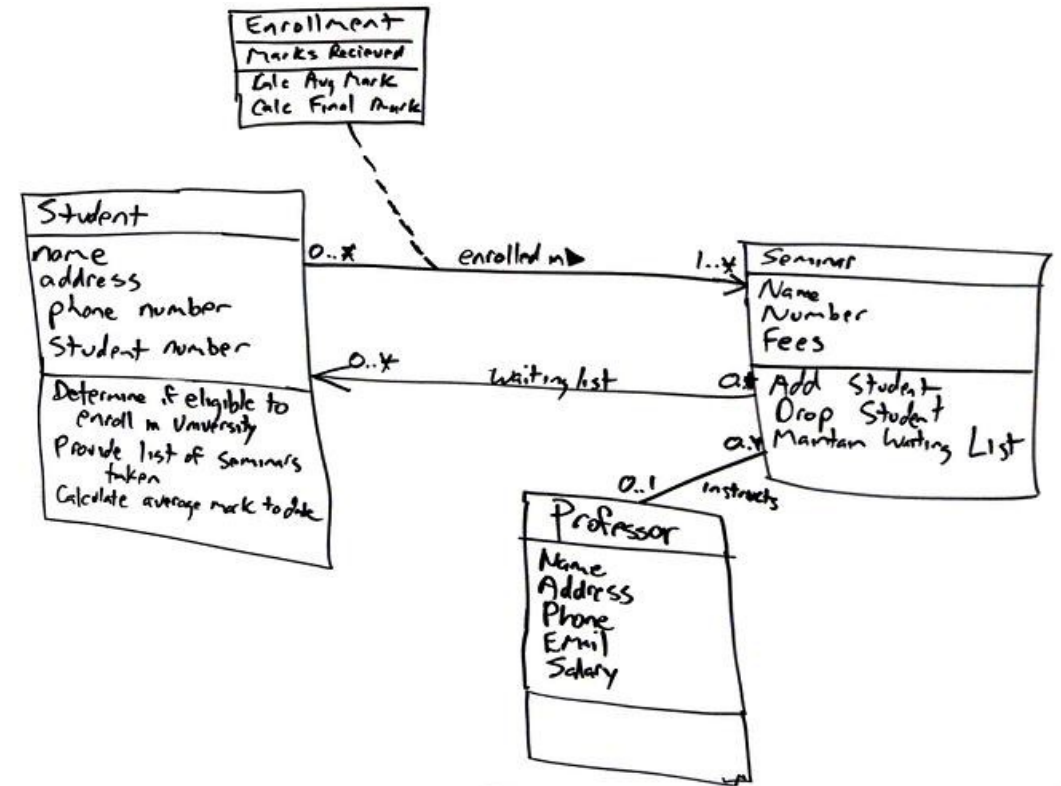 Enrollment
Marks Recieved
Calc Avg Mark
Calc Final Mark
Student
name
address
phone number
Student number
Determine if eligible to
enroll in University
Provide list of seminars
taken
Calculate average mark to date
0..*
enrolled in
1..*
Seminar
Name
Number
Fees
Add Student
Drop Student
Maintain Waiting List
0..*
Waiting list
0..*
0..*
instructs
0..1
Professor
Name
Address
Phone
Email
Salary